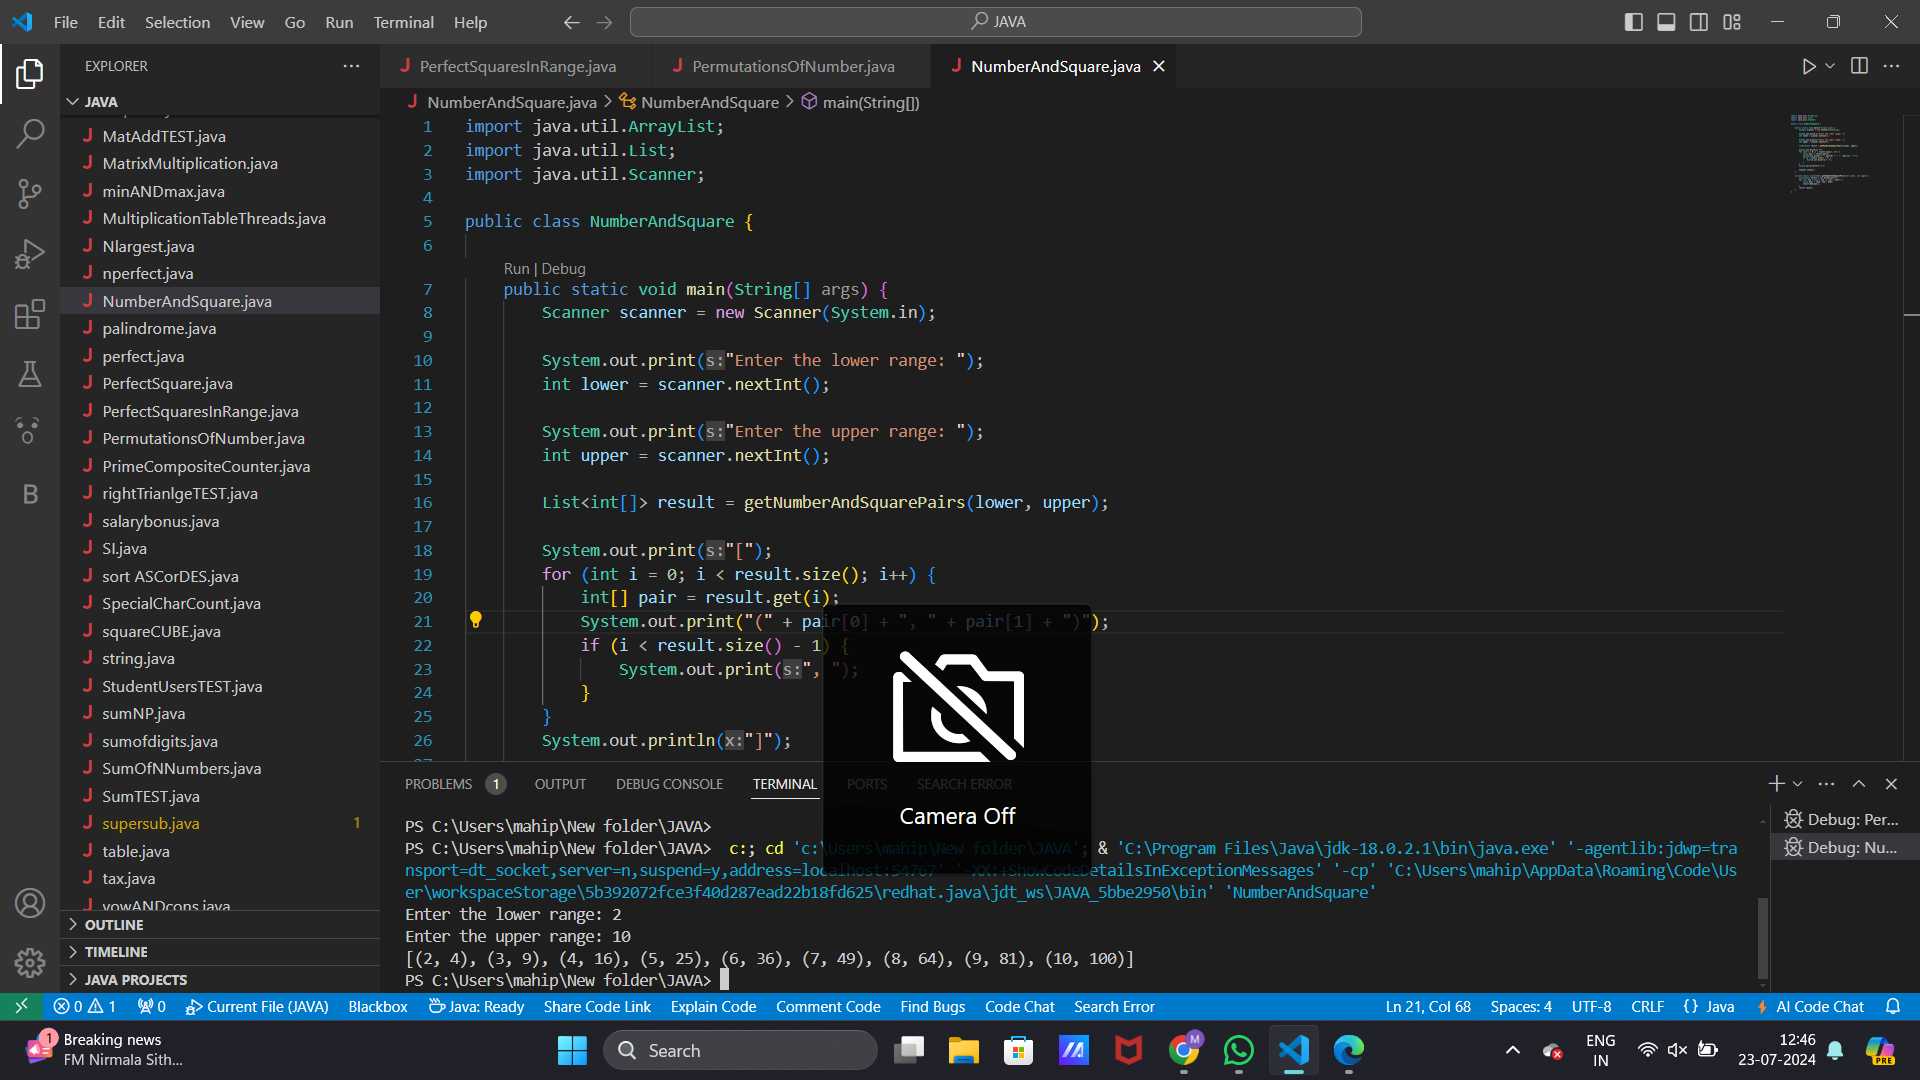 File Edit Selection View Go Run Terminal Help
JAVA
EXPLORER
JAVA
MatAddTEST.java
MatrixMultiplication.java
minANDmax.java
MultiplicationTableThreads.java
Nlargest.java
nperfect.java
NumberAndSquare.java
palindrome.java
perfect.java
PerfectSquare.java
PerfectSquaresInRange.java
PermutationsOfNumber.java
PrimeCompositeCounter.java
rightTrianlgeTEST.java
salarybonus.java
SI.java
sort ASCorDES.java
SpecialCharCount.java
squareCUBE.java
string.java
StudentUsersTEST.java
sumNP.java
sumofdigits.java
SumOfNNumbers.java
SumTEST.java
supersub.java 1
table.java
tax.java
vowANDcons.java
OUTLINE
TIMELINE
JAVA PROJECTS
PerfectSquaresInRange.java PermutationsOfNumber.java NumberAndSquare.java
NumberAndSquare.java > NumberAndSquare > main(String[])
1 import java.util.ArrayList;
2 import java.util.List;
3 import java.util.Scanner;
4
5 public class NumberAndSquare {
6
Run | Debug
7 public static void main(String[] args) {
8 Scanner scanner = new Scanner(System.in);
9
10 System.out.print(s:"Enter the lower range: ");
11 int lower = scanner.nextInt();
12
13 System.out.print(s:"Enter the upper range: ");
14 int upper = scanner.nextInt();
15
16 List<int[]> result = getNumberAndSquarePairs(lower, upper);
17
18 System.out.print(s:"[");
19 for (int i = 0; i < result.size(); i++) {
20 int[] pair = result.get(i);
21 System.out.print("(" + pair[0] + ", " + pair[1] + ")");
22 if (i < result.size() - 1) {
23 System.out.print(s:", ");
24 }
25 }
26 System.out.println(x:"]");
Camera Off
PROBLEMS 1 OUTPUT DEBUG CONSOLE TERMINAL PORTS SEARCH ERROR
PS C:\Users\mahip\New folder\JAVA>
PS C:\Users\mahip\New folder\JAVA> c:; cd 'c:\Users\mahip\New folder\JAVA'; & 'C:\Program Files\Java\jdk-18.0.2.1\bin\java.exe' '-agentlib:jdwp=tra
nsport=dt_socket,server=n,suspend=y,address=localhost:54767' '-XX:+ShowCodeDetailsInExceptionMessages' '-cp' 'C:\Users\mahip\AppData\Roaming\Code\Us
er\workspaceStorage\5b392072fce3f40d287ead22b18fd625\redhat.java\jdt_ws\JAVA_5bbe2950\bin' 'NumberAndSquare'
Enter the lower range: 2
Enter the upper range: 10
[(2, 4), (3, 9), (4, 16), (5, 25), (6, 36), (7, 49), (8, 64), (9, 81), (10, 100)]
PS C:\Users\mahip\New folder\JAVA>
Debug: Per...
Debug: Nu...
0 1 0 Current File (JAVA) Blackbox Java: Ready Share Code Link Explain Code Comment Code Find Bugs Code Chat Search Error Ln 21, Col 68 Spaces: 4 UTF-8 CRLF {} Java AI Code Chat
1 Breaking news
FM Nirmala Sith...
Search
M
ENG
IN
12:46
23-07-2024
PRE